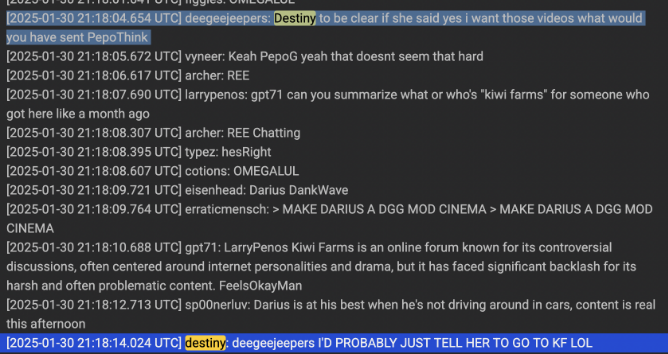 [2025-01-30 21:18:04.654 UTC] deegeejeepers: Destiny to be clear if she said yes i want those videos what would
you have sent PepoThink
[2025-01-30 21:18:05.672 UTC] vyneer: Keah PepoG yeah that doesnt seem that hard
[2025-01-30 21:18:06.617 UTC] archer: REE
[2025-01-30 21:18:07.690 UTC] larrypenos: gpt71 can you summarize what or who's "kiwi farms" for someone who
got here like a month ago
[2025-01-30 21:18:08.307 UTC] archer: REE Chatting
[2025-01-30 21:18:08.395 UTC] typez: hesRight
[2025-01-30 21:18:08.607 UTC] cotions: OMEGALUL
[2025-01-30 21:18:09.721 UTC] eisenhead: Darius DankWave
[2025-01-30 21:18:09.764 UTC] erraticmensch: > MAKE DARIUS A DGG MOD CINEMA > MAKE DARIUS A DGG MOD
CINEMA
[2025-01-30 21:18:10.688 UTC] gpt71: LarryPenos Kiwi Farms is an online forum known for its controversial
discussions, often centered around internet personalities and drama, but it has faced significant backlash for its
harsh and often problematic content. FeelsOkayMan
[2025-01-30 21:18:12.713 UTC] sp00nerluv: Darius is at his best when he's not driving around in cars, content is real
this afternoon
[2025-01-30 21:18:14.024 UTC] destiny: deegeejeepers I'D PROBABLY JUST TELL HER TO GO TO KF LOL